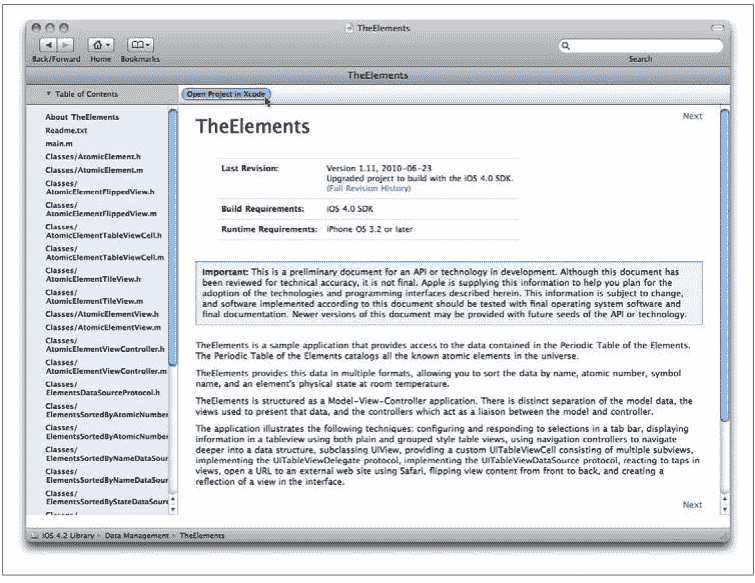 TheElements
Back/Forward Home Bookmarks
Search
TheElements
Table of Contents
Open Project in Xcode
About TheElements
Readme.txt
main.m
Classes/AtomicElement.h
Classes/AtomicElement.m
Classes/
AtomicElementFlippedView.h
Classes/
AtomicElementFlippedView.m
Classes/
AtomicElementTableViewCell.h
Classes/
AtomicElementTableViewCell.m
Classes/
AtomicElementTileView.h
Classes/
AtomicElementTileView.m
Classes/AtomicElementView.h
Classes/AtomicElementView.m
Classes/
AtomicElementViewController.h
Classes/
AtomicElementViewController.m
Classes/
ElementsDataSourceProtocol.h
Classes/
ElementsSortedByAtomicNumber
Classes/
ElementsSortedByAtomicNumber
Classes/
ElementsSortedByNameDataSour
Classes/
ElementsSortedByNameDataSour
Classes/
ElementsSortedByStateDataSour
Classes/
Next
TheElements
Last Revision: Version 1.11, 2010-06-23
Upgraded project to build with the iOS 4.0 SDK.
(Full Revision History)
Build Requirements: iOS 4.0 SDK
Runtime Requirements: iPhone OS 3.2 or later
Important: This is a preliminary document for an API or technology in development. Although this document has
been reviewed for technical accuracy, it is not final. Apple is supplying this information to help you plan for the
adoption of the technologies and programming interfaces described herein. This information is subject to change,
and software implemented according to this document should be tested with final operating system software and
final documentation. Newer versions of this document may be provided with future seeds of the API or technology.
TheElements is a sample application that provides access to the data contained in the Periodic Table of the Elements.
The Periodic Table of the Elements catalogs all the known atomic elements in the universe.
TheElements provides this data in multiple formats, allowing you to sort the data by name, atomic number, symbol
name, and an element's physical state at room temperature.
TheElements is structured as a Model-View-Controller application. There is distinct separation of the model data, the
views used to present that data, and the controllers which act as a liaison between the model and controller.
The application illustrates the following techniques: configuring and responding to selections in a tab bar, displaying
information in a tableview using both plain and grouped style table views, using navigation controllers to navigate
deeper into a data structure, subclassing UIView, providing a custom UITableViewCell consisting of multiple subviews,
implementing the UITableViewDelegate protocol, implementing the UITableViewDataSource protocol, reacting to taps in
views, open a URL to an external web site using Safari, flipping view content from front to back, and creating a
reflection of a view in the interface.
Next
iOS 4.2 Library Data Management TheElements